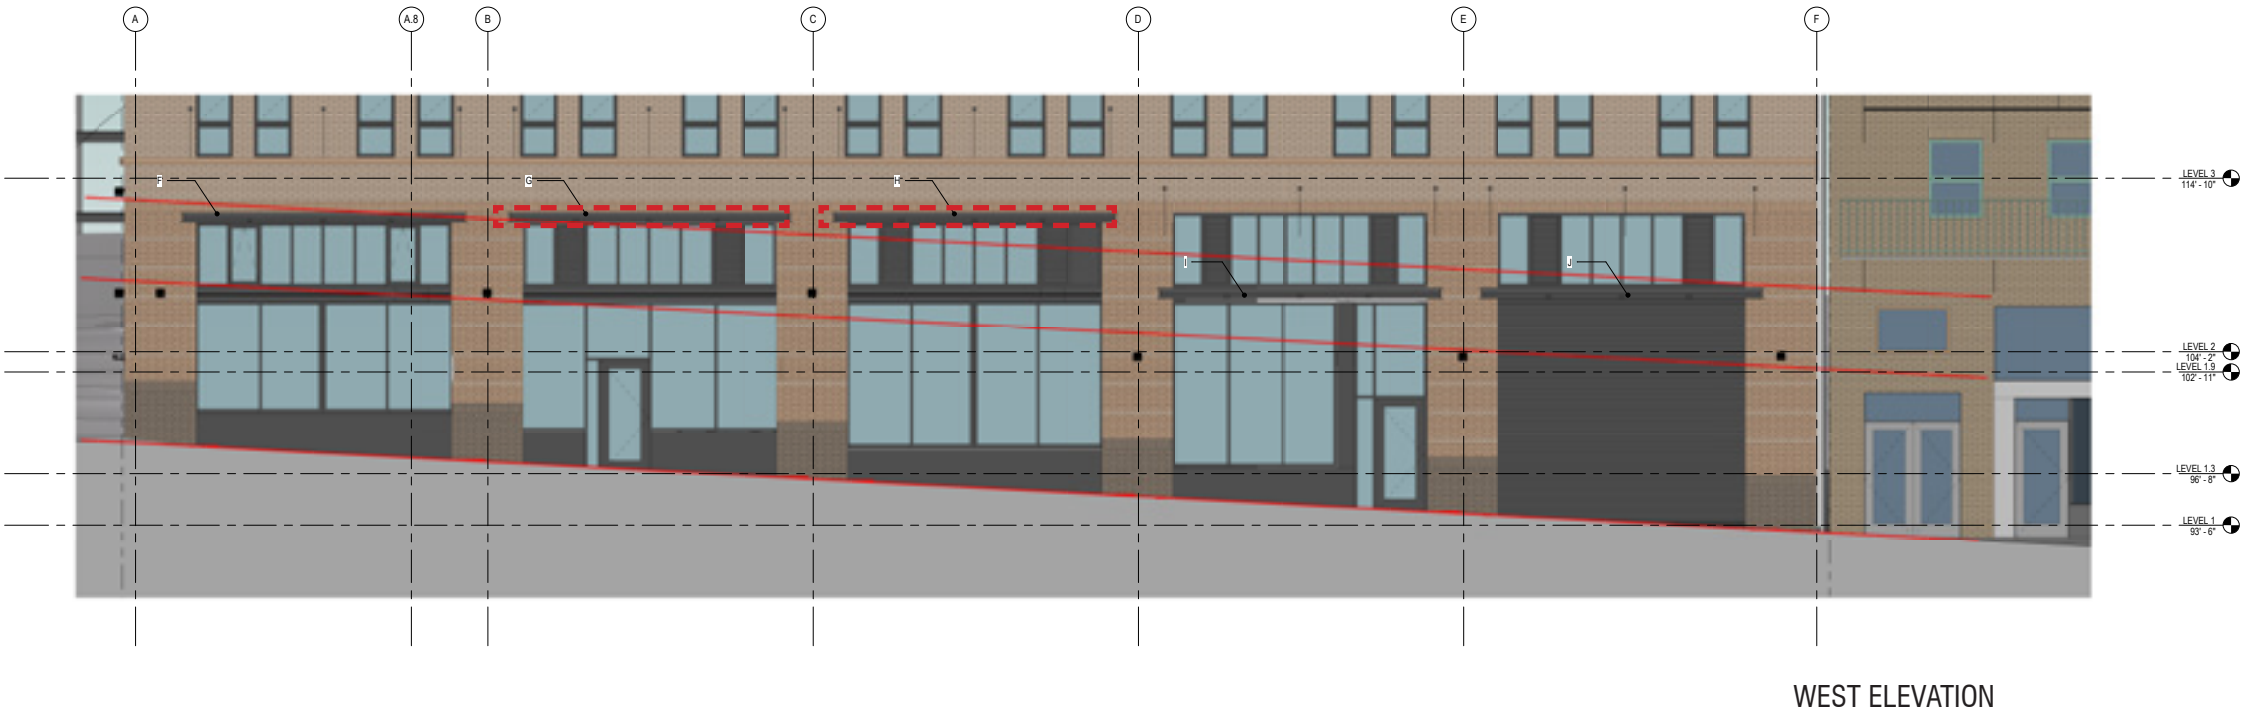 A
A.8
B
C
D
E
F
F
G
H
LEVEL 3
114' - 10"
I
J
LEVEL 2
104' - 2"
LEVEL 1.9
102' - 11"
LEVEL 1.3
96' - 8"
LEVEL 1
93' - 6"
WEST ELEVATION